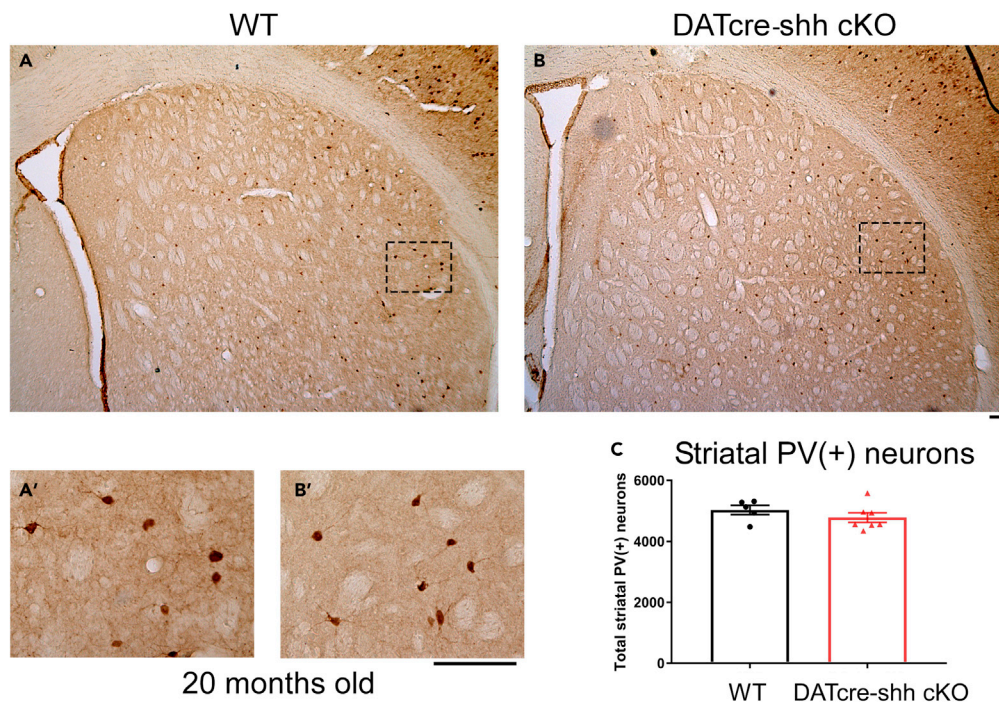 WT
DATcre-shh cKO
A
B
A′
B′
20 months old
C
Striatal PV(+) neurons
Total striatal PV(+) neurons
6000
4000
2000
0
WT
DATcre-shh cKO